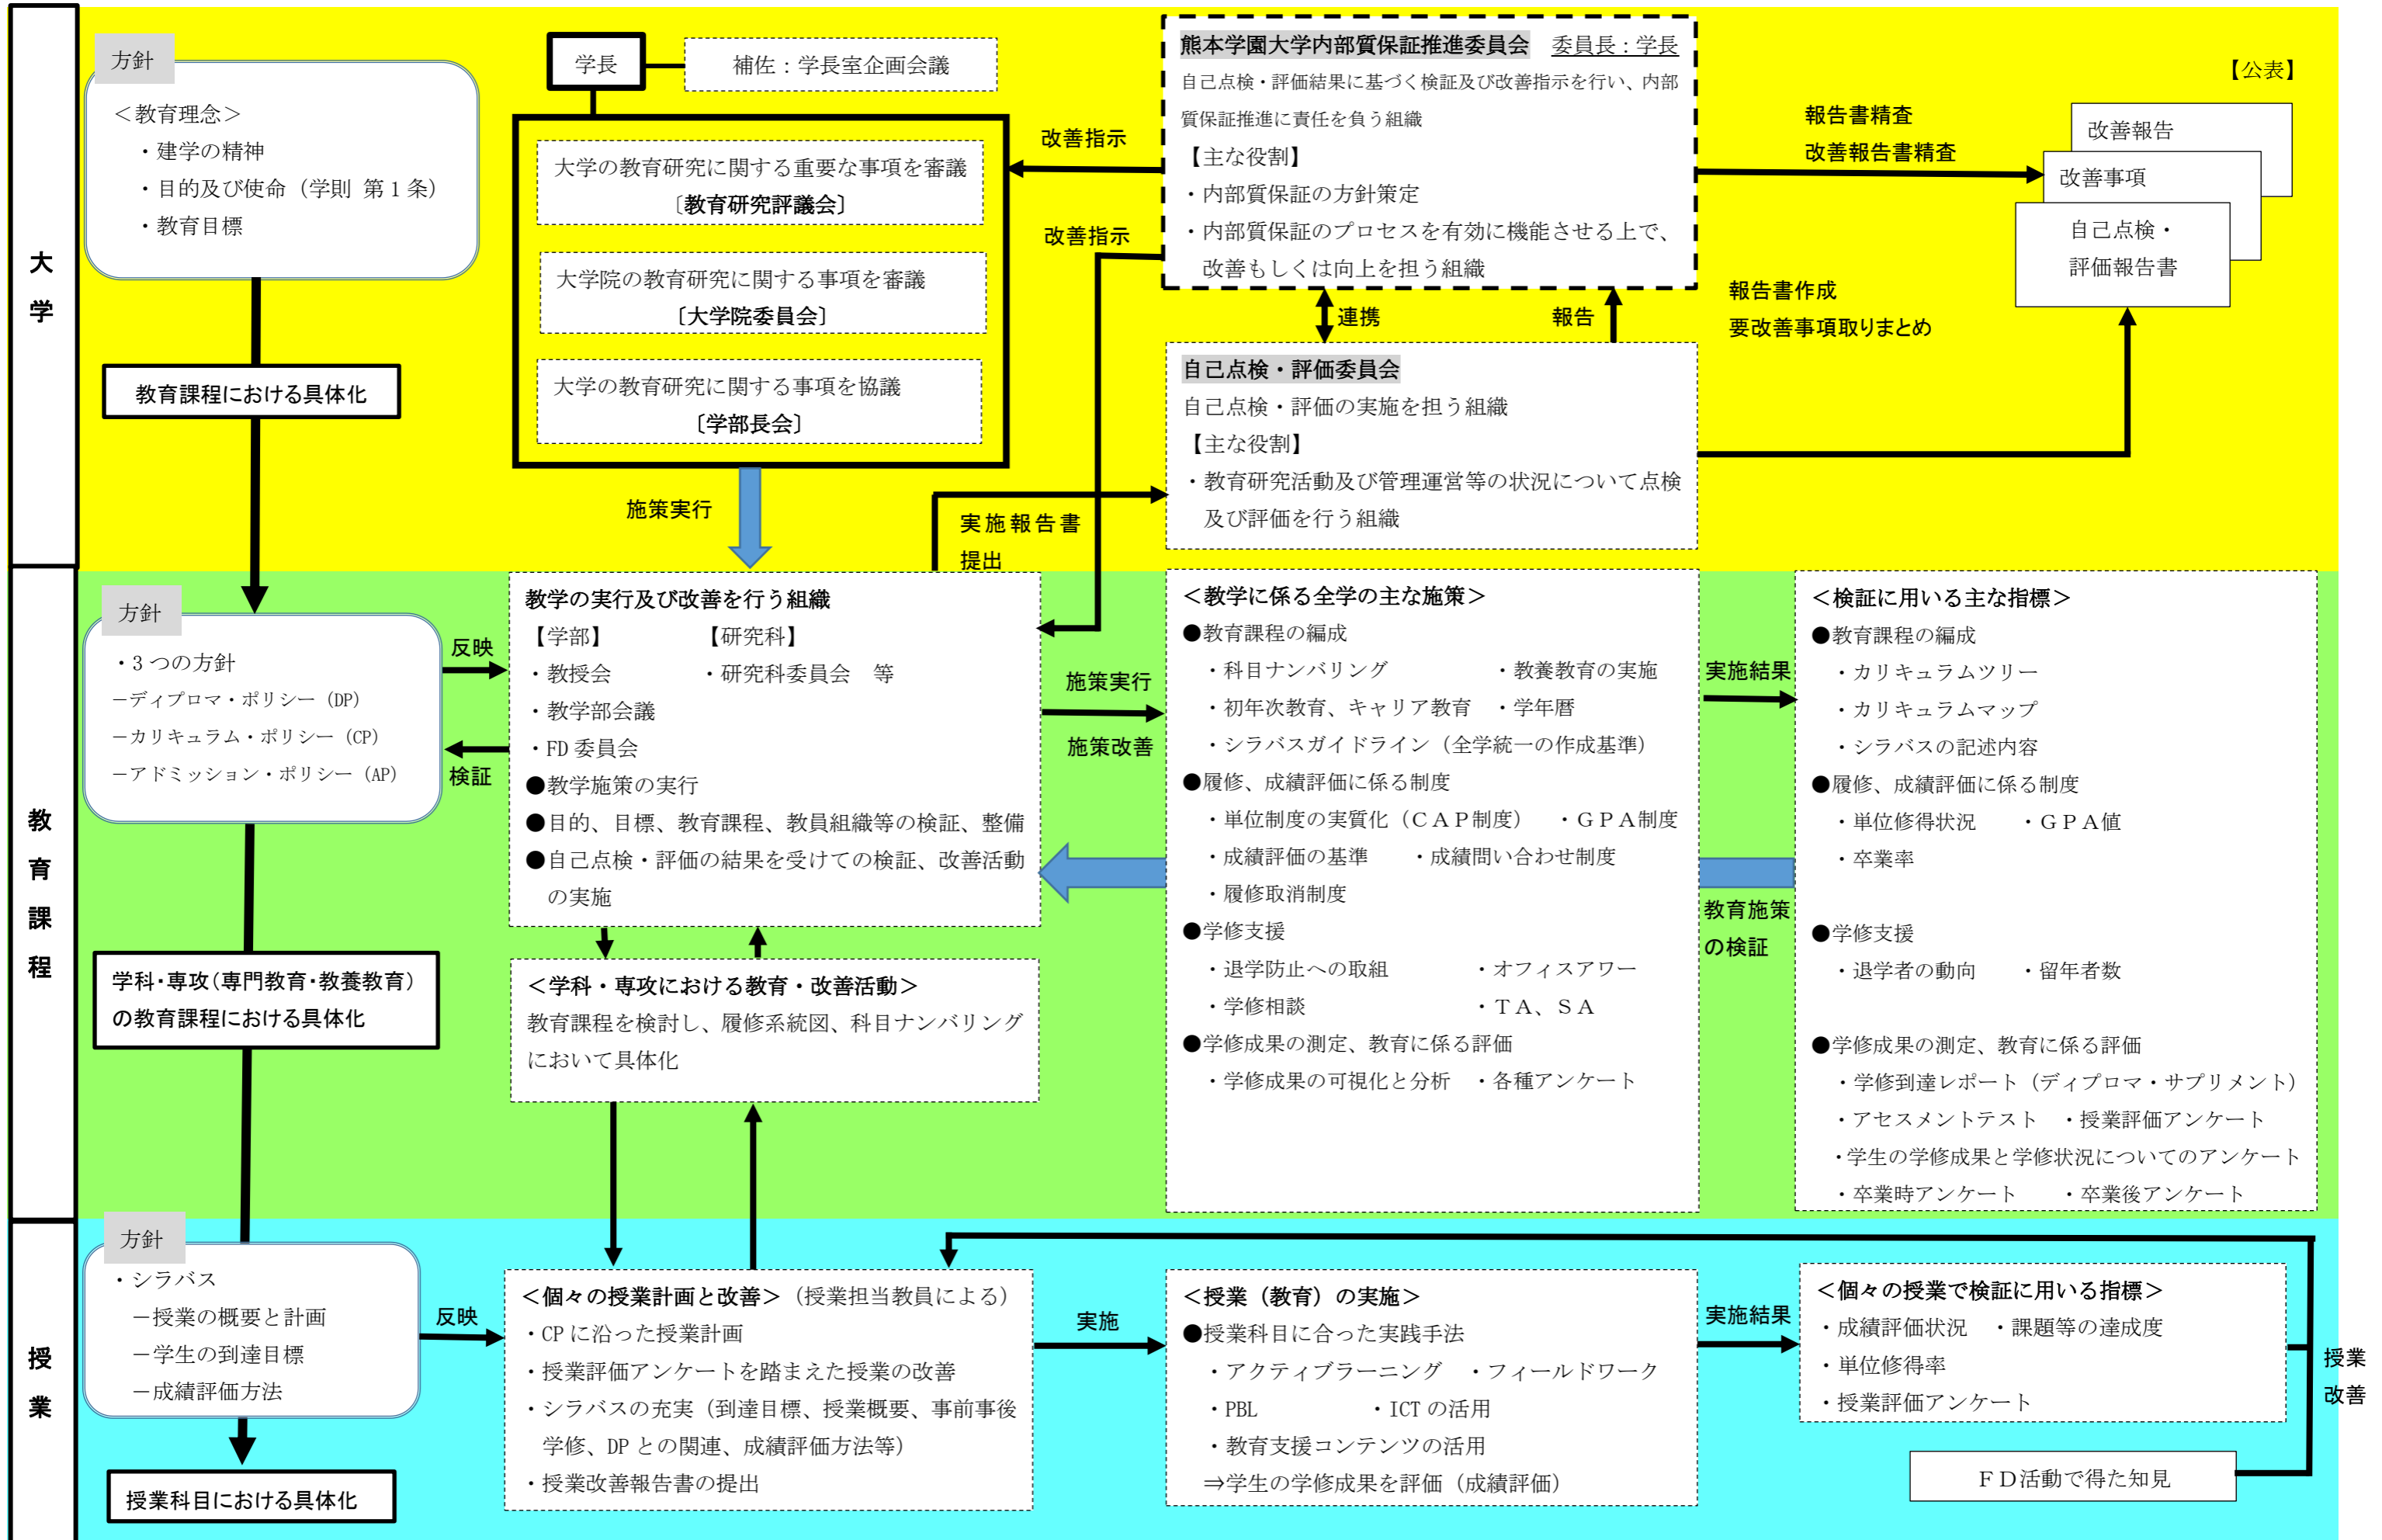 大学
方針
＜教育理念＞
・建学の精神
・目的及び使命（学則 第１条）
・教育目標
教育課程における具体化
学長
補佐：学長室企画会議
大学の教育研究に関する重要な事項を審議
〔教育研究評議会〕
大学院の教育研究に関する事項を審議
〔大学院委員会〕
大学の教育研究に関する事項を協議
〔学部長会〕
施策実行
改善指示
改善指示
熊本学園大学内部質保証推進委員会　委員長：学長
自己点検・評価結果に基づく検証及び改善指示を行い、内部
質保証推進に責任を負う組織
【主な役割】
・内部質保証の方針策定
・内部質保証のプロセスを有効に機能させる上で、
改善もしくは向上を担う組織
連携
報告
自己点検・評価委員会
自己点検・評価の実施を担う組織
【主な役割】
・教育研究活動及び管理運営等の状況について点検
及び評価を行う組織
実施報告書
提出
報告書精査
改善報告書精査
報告書作成
要改善事項取りまとめ
【公表】
改善報告
改善事項
自己点検・
評価報告書
教育課程
方針
・3 つの方針
－ディプロマ・ポリシー（DP）
－カリキュラム・ポリシー（CP）
－アドミッション・ポリシー（AP）
反映
検証
学科・専攻（専門教育・教養教育）
の教育課程における具体化
教学の実行及び改善を行う組織
【学部】　【研究科】
・教授会　・研究科委員会　等
・教学部会議
・FD 委員会
●教学施策の実行
●目的、目標、教育課程、教員組織等の検証、整備
●自己点検・評価の結果を受けての検証、改善活動
の実施
＜学科・専攻における教育・改善活動＞
教育課程を検討し、履修系統図、科目ナンバリング
において具体化
施策実行
施策改善
＜教学に係る全学の主な施策＞
●教育課程の編成
・科目ナンバリング　・教養教育の実施
・初年次教育、キャリア教育　・学年暦
・シラバスガイドライン（全学統一の作成基準）
●履修、成績評価に係る制度
・単位制度の実質化（ＣＡＰ制度）　・ＧＰＡ制度
・成績評価の基準　・成績問い合わせ制度
・履修取消制度
●学修支援
・退学防止への取組　・オフィスアワー
・学修相談　・ＴＡ、ＳＡ
●学修成果の測定、教育に係る評価
・学修成果の可視化と分析　・各種アンケート
実施結果
教育施策
の検証
＜検証に用いる主な指標＞
●教育課程の編成
・カリキュラムツリー
・カリキュラムマップ
・シラバスの記述内容
●履修、成績評価に係る制度
・単位修得状況　・ＧＰＡ値
・卒業率
●学修支援
・退学者の動向　・留年者数
●学修成果の測定、教育に係る評価
・学修到達レポート（ディプロマ・サプリメント）
・アセスメントテスト　・授業評価アンケート
・学生の学修成果と学修状況についてのアンケート
・卒業時アンケート　・卒業後アンケート
授業
方針
・シラバス
－授業の概要と計画
－学生の到達目標
－成績評価方法
授業科目における具体化
反映
＜個々の授業計画と改善＞（授業担当教員による）
・CP に沿った授業計画
・授業評価アンケートを踏まえた授業の改善
・シラバスの充実（到達目標、授業概要、事前事後
学修、DP との関連、成績評価方法等）
・授業改善報告書の提出
実施
＜授業（教育）の実施＞
●授業科目に合った実践手法
・アクティブラーニング　・フィールドワーク
・PBL　・ICT の活用
・教育支援コンテンツの活用
⇒学生の学修成果を評価（成績評価）
実施結果
＜個々の授業で検証に用いる指標＞
・成績評価状況　・課題等の達成度
・単位修得率
・授業評価アンケート
ＦＤ活動で得た知見
授業
改善